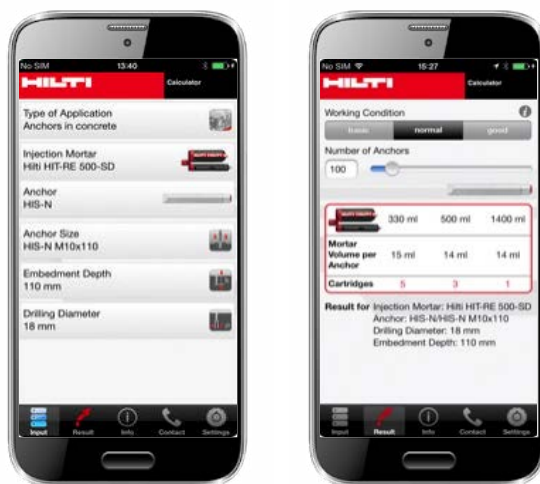 No SIM 13:40
HILTI Calculator
Type of Application
Anchors in concrete
Injection Mortar
Hilti HIT-RE 500-SD
Anchor
HIS-N
Anchor Size
HIS-N M10x110
Embedment Depth
110 mm
Drilling Diameter
18 mm
Input Result Info Contact Settings
No SIM 15:27
HILTI Calculator
Working Condition
basic normal good
Number of Anchors
100
330 ml 500 ml 1400 ml
Mortar
Volume per 15 ml 14 ml 14 ml
Anchor
Cartridges 5 3 1
Result for Injection Mortar: Hilti HIT-RE 500-SD
Anchor: HIS-N/HIS-N M10x110
Drilling Diameter: 18 mm
Embedment Depth: 110 mm
Input Result Info Contact Settings